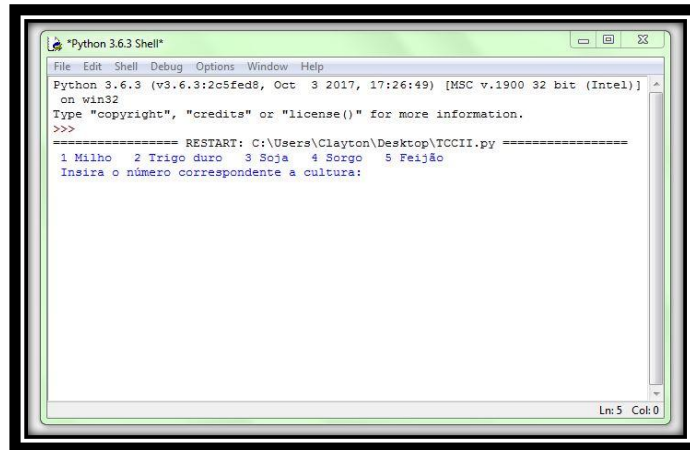 *Python 3.6.3 Shell*
File Edit Shell Debug Options Window Help
Python 3.6.3 (v3.6.3:2c5fed8, Oct  3 2017, 17:26:49) [MSC v.1900 32 bit (Intel)]
 on win32
Type "copyright", "credits" or "license()" for more information.
>>>
================= RESTART: C:\Users\Clayton\Desktop\TCCII.py =================
 1 Milho   2 Trigo duro   3 Soja   4 Sorgo   5 Feijão
 Insira o número correspondente a cultura:
Ln: 5 Col: 0